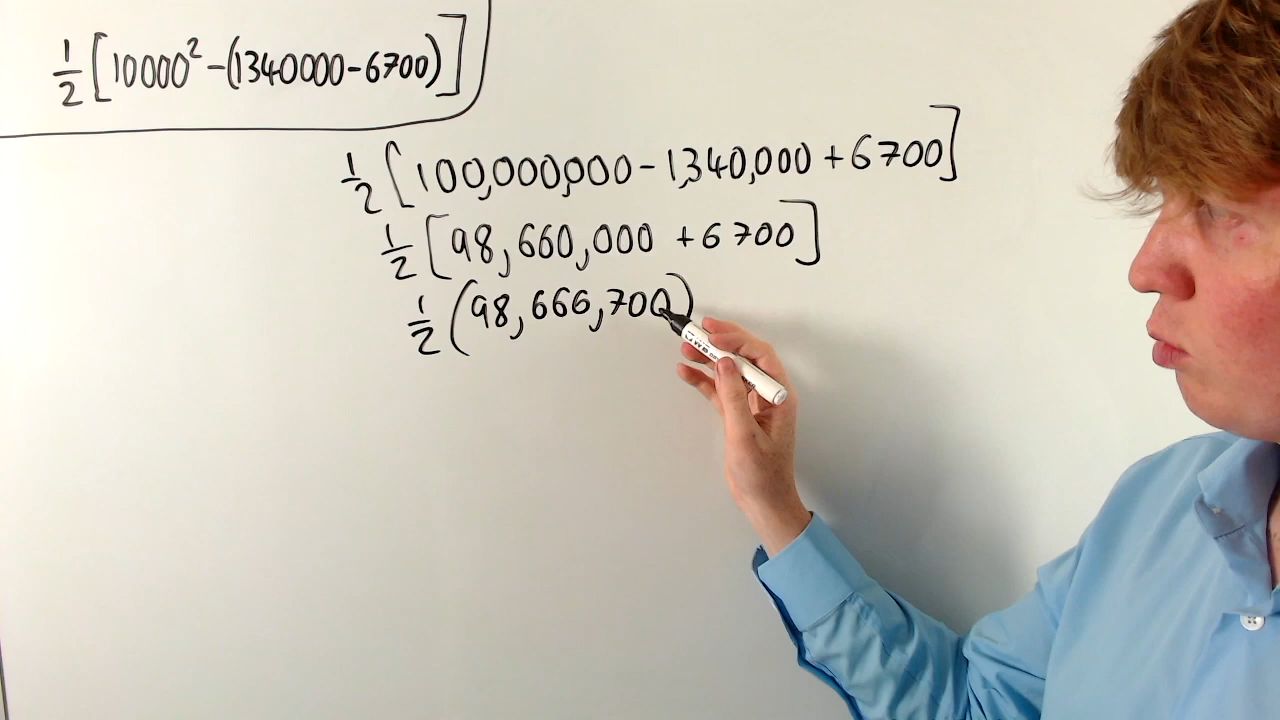 ½[10000² -(1340000-6700)]
½[100,000,000 - 1,340,000 + 6700]
½[98,660,000 + 6700]
½(98,666,700)